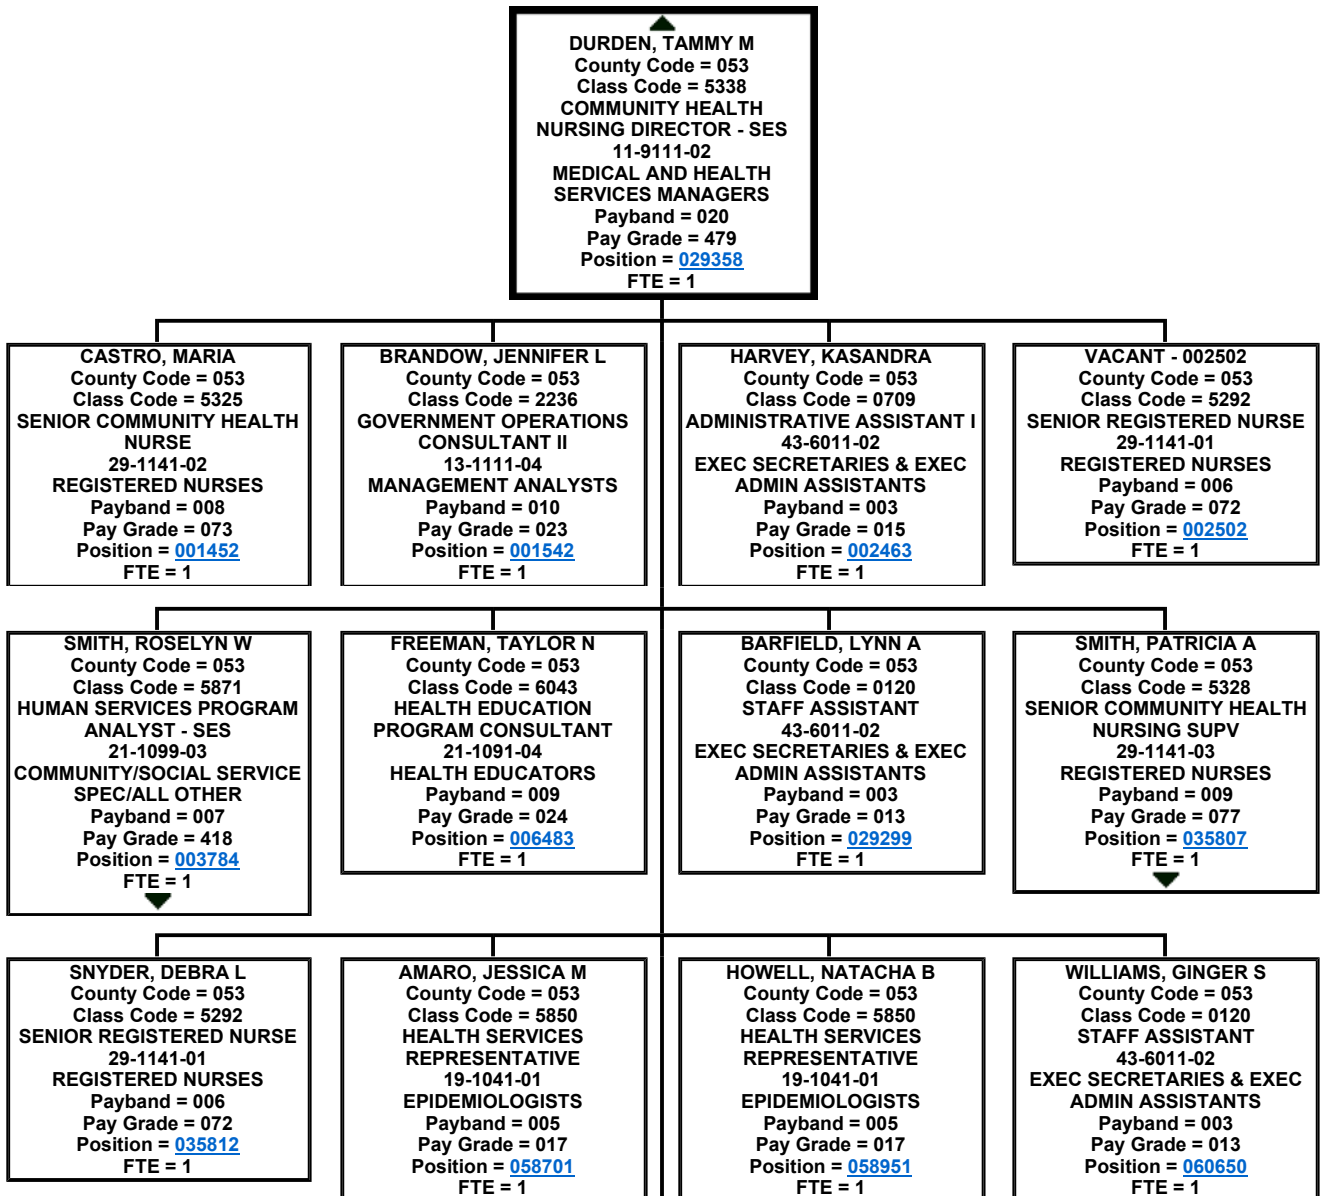 DURDEN, TAMMY M
County Code = 053
Class Code = 5338
COMMUNITY HEALTH
NURSING DIRECTOR - SES
11-9111-02
MEDICAL AND HEALTH
SERVICES MANAGERS
Payband = 020
Pay Grade = 479
Position = 029358
FTE = 1
CASTRO, MARIA
County Code = 053
Class Code = 5325
SENIOR COMMUNITY HEALTH
NURSE
29-1141-02
REGISTERED NURSES
Payband = 008
Pay Grade = 073
Position = 001452
FTE = 1
BRANDOW, JENNIFER L
County Code = 053
Class Code = 2236
GOVERNMENT OPERATIONS
CONSULTANT II
13-1111-04
MANAGEMENT ANALYSTS
Payband = 010
Pay Grade = 023
Position = 001542
FTE = 1
HARVEY, KASANDRA
County Code = 053
Class Code = 0709
ADMINISTRATIVE ASSISTANT I
43-6011-02
EXEC SECRETARIES & EXEC
ADMIN ASSISTANTS
Payband = 003
Pay Grade = 015
Position = 002463
FTE = 1
VACANT - 002502
County Code = 053
Class Code = 5292
SENIOR REGISTERED NURSE
29-1141-01
REGISTERED NURSES
Payband = 006
Pay Grade = 072
Position = 002502
FTE = 1
SMITH, ROSELYN W
County Code = 053
Class Code = 5871
HUMAN SERVICES PROGRAM
ANALYST - SES
21-1099-03
COMMUNITY/SOCIAL SERVICE
SPEC/ALL OTHER
Payband = 007
Pay Grade = 418
Position = 003784
FTE = 1
FREEMAN, TAYLOR N
County Code = 053
Class Code = 6043
HEALTH EDUCATION
PROGRAM CONSULTANT
21-1091-04
HEALTH EDUCATORS
Payband = 009
Pay Grade = 024
Position = 006483
FTE = 1
BARFIELD, LYNN A
County Code = 053
Class Code = 0120
STAFF ASSISTANT
43-6011-02
EXEC SECRETARIES & EXEC
ADMIN ASSISTANTS
Payband = 003
Pay Grade = 013
Position = 029299
FTE = 1
SMITH, PATRICIA A
County Code = 053
Class Code = 5328
SENIOR COMMUNITY HEALTH
NURSING SUPV
29-1141-03
REGISTERED NURSES
Payband = 009
Pay Grade = 077
Position = 035807
FTE = 1
SNYDER, DEBRA L
County Code = 053
Class Code = 5292
SENIOR REGISTERED NURSE
29-1141-01
REGISTERED NURSES
Payband = 006
Pay Grade = 072
Position = 035812
FTE = 1
AMARO, JESSICA M
County Code = 053
Class Code = 5850
HEALTH SERVICES
REPRESENTATIVE
19-1041-01
EPIDEMIOLOGISTS
Payband = 005
Pay Grade = 017
Position = 058701
FTE = 1
HOWELL, NATACHA B
County Code = 053
Class Code = 5850
HEALTH SERVICES
REPRESENTATIVE
19-1041-01
EPIDEMIOLOGISTS
Payband = 005
Pay Grade = 017
Position = 058951
FTE = 1
WILLIAMS, GINGER S
County Code = 053
Class Code = 0120
STAFF ASSISTANT
43-6011-02
EXEC SECRETARIES & EXEC
ADMIN ASSISTANTS
Payband = 003
Pay Grade = 013
Position = 060650
FTE = 1